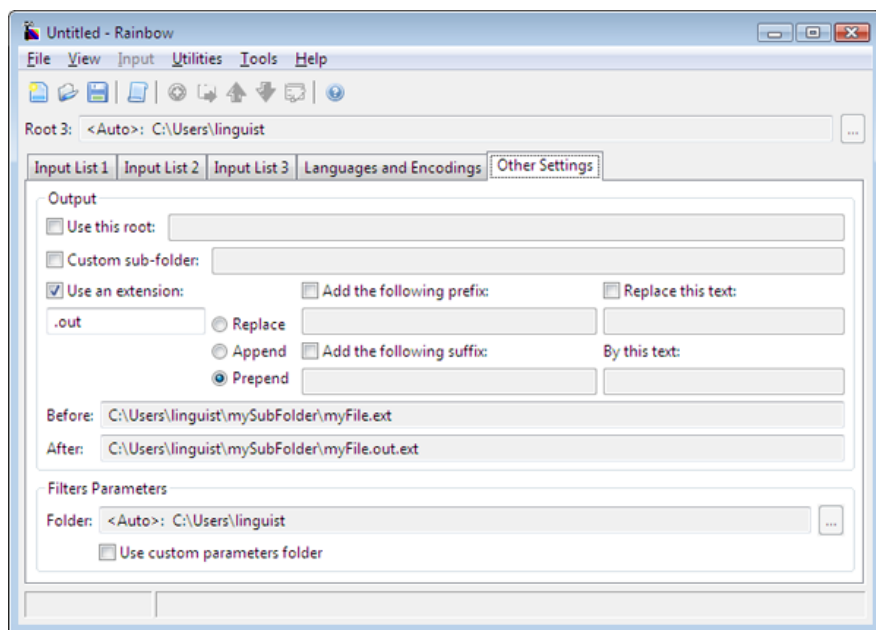 Untitled - Rainbow
File View Input Utilities Tools Help
Root 3: <Auto>: C:\Users\linguist ...
Input List 1 Input List 2 Input List 3 Languages and Encodings Other Settings
Output
Use this root:
Custom sub-folder:
Use an extension: Add the following prefix: Replace this text:
.out Replace
Append Add the following suffix: By this text:
Prepend
Before: C:\Users\linguist\mySubFolder\myFile.ext
After: C:\Users\linguist\mySubFolder\myFile.out.ext
Filters Parameters
Folder: <Auto>: C:\Users\linguist ...
Use custom parameters folder